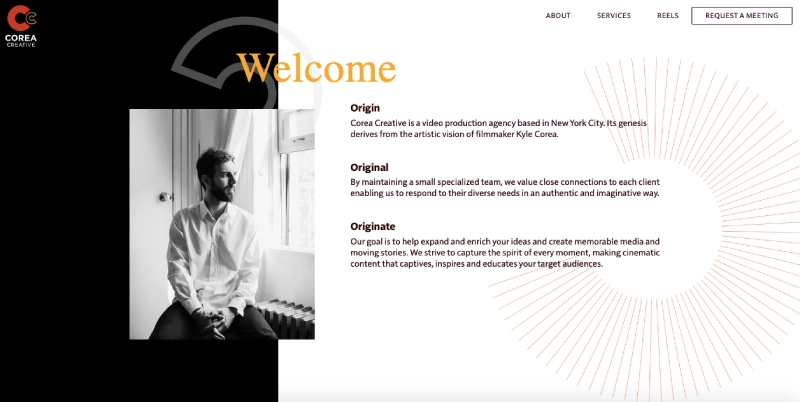 COREA
CREATIVE
ABOUT
SERVICES
REELS
REQUEST A MEETING
Welcome
Origin
Corea Creative is a video production agency based in New York City. Its genesis
derives from the artistic vision of filmmaker Kyle Corea.
Original
By maintaining a small specialized team, we value close connections to each client
enabling us to respond to their diverse needs in an authentic and imaginative way.
Originate
Our goal is to help expand and enrich your ideas and create memorable media and
moving stories. We strive to capture the spirit of every moment, making cinematic
content that captives, inspires and educates your target audiences.